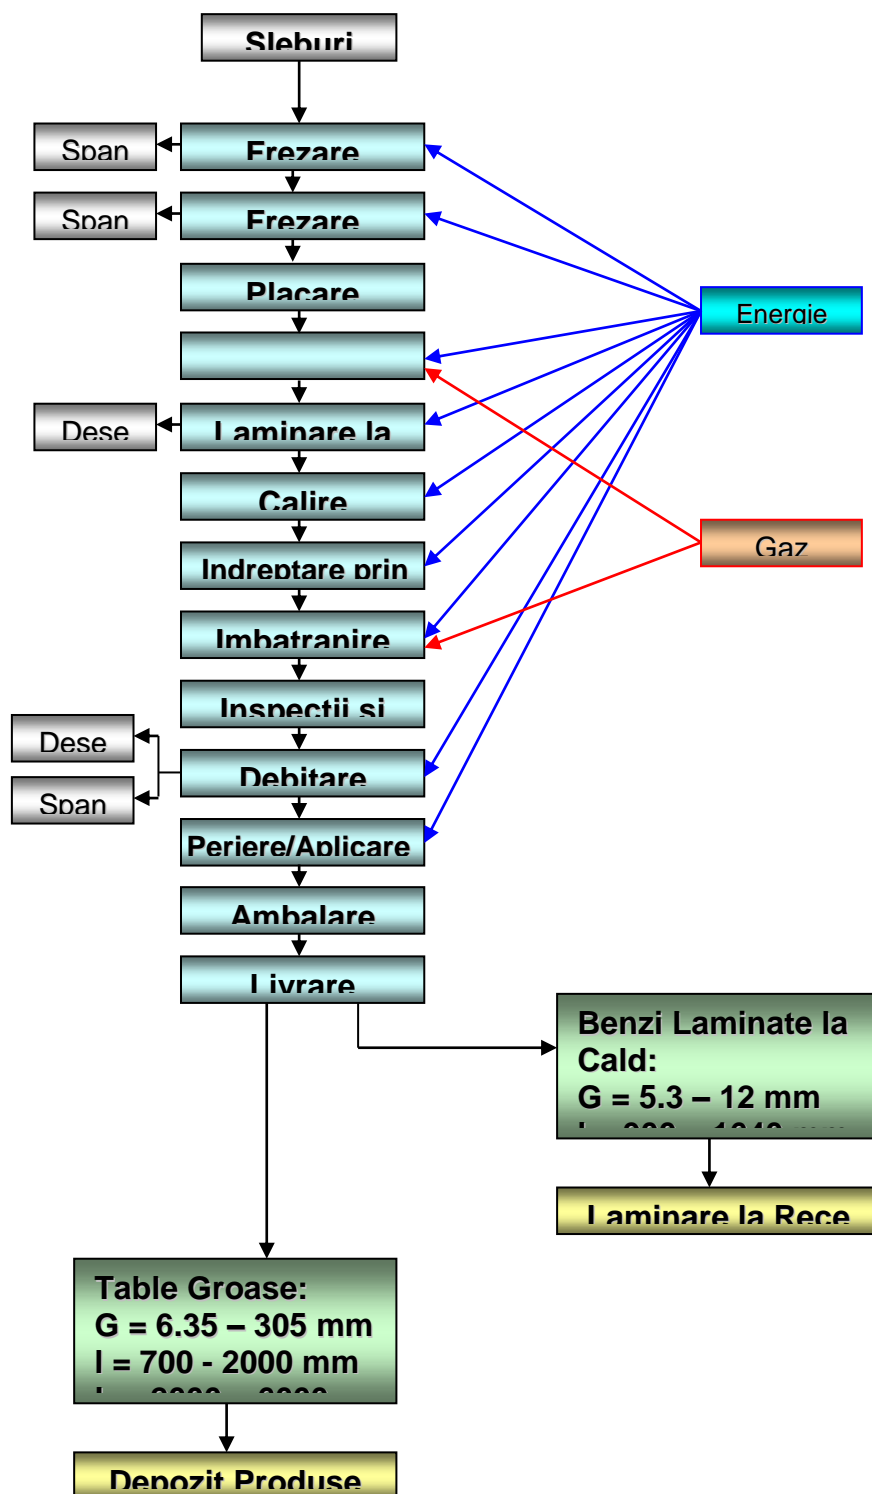 Sleburi
Span
Frezare
Span
Frezare
Placare
Energie
Dese
Laminare la
Calire
Gaz
Indreptare prin
Imbatranire
Inspectii si
Dese
Debitare
Span
Periere/Aplicare
Ambalare
Livrare
Benzi Laminate la
Cald:
G = 5.3 – 12 mm
Laminare la Rece
Table Groase:
G = 6.35 – 305 mm
l = 700 - 2000 mm
Depozit Produse